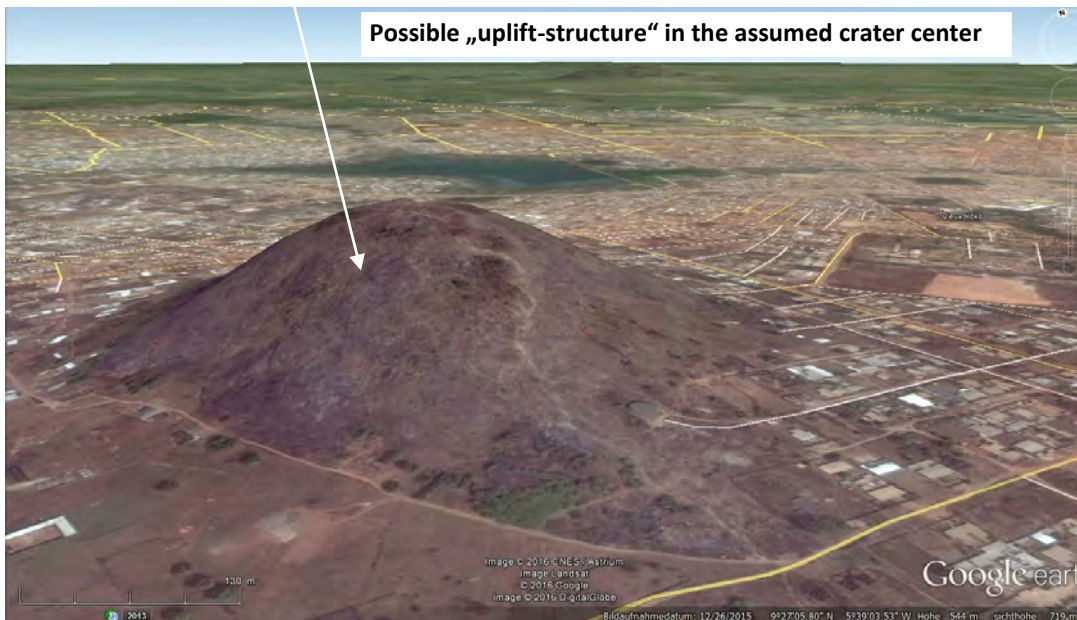 Possible „uplift-structure“ in the assumed crater center
N
Image © 2016 CNES / Astrium
Image Landsat
© 2016 Google
Image © 2016 DigitalGlobe
Google earth
130 m
2013
Bildaufnahmedatum: 12/26/2015 9°27'05.80" N 5°39'03.53" W Höhe 544 m sichthöhe 719 m